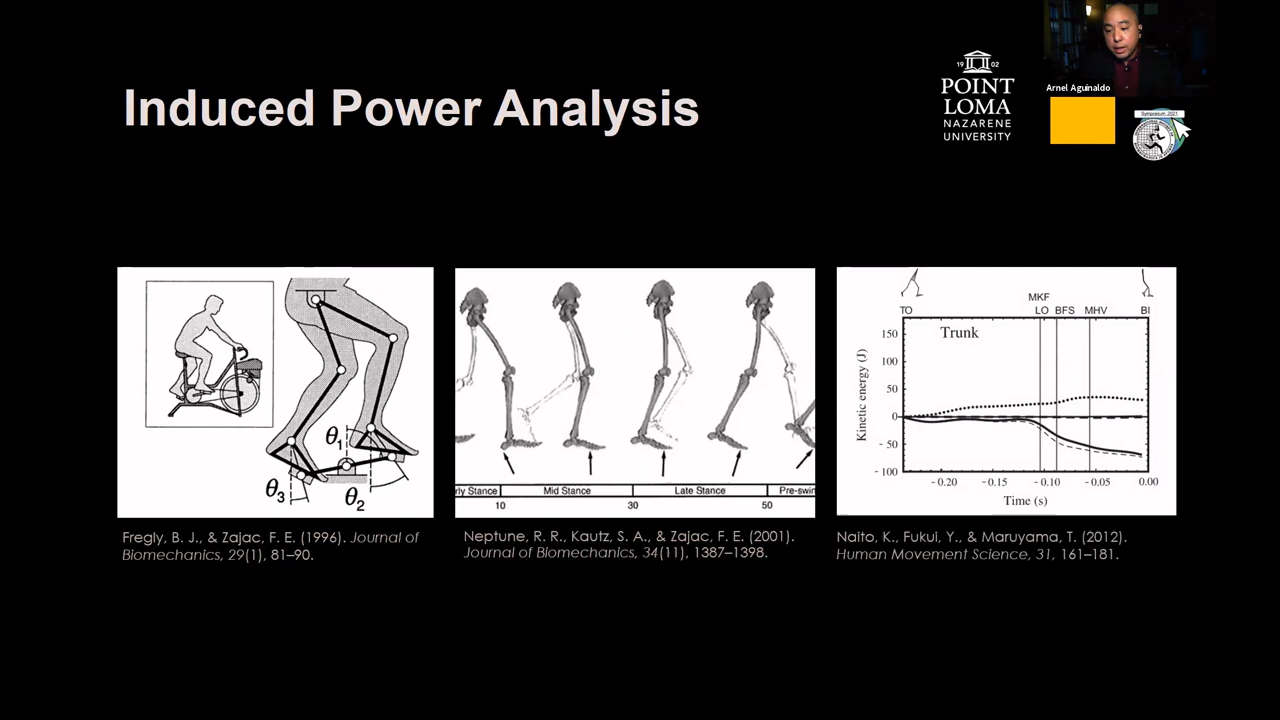 Induced Power Analysis
19 02
POINT
LOMA
NAZARENE
UNIVERSITY
Arnel Aguinaldo
Symposium 2021
θ1
θ3
θ2
rly Stance
Mid Stance
Late Stance
Pre-swin
10
30
50
MKF
TO
LO
BFS
MHV
BI
Trunk
Kinetic energy (J)
150
100
50
0
- 50
- 100
-0.20
-0.15
-0.10
-0.05
0.00
Time (s)
Fregly, B. J., & Zajac, F. E. (1996). Journal of
Biomechanics, 29(1), 81–90.
Neptune, R. R., Kautz, S. A., & Zajac, F. E. (2001).
Journal of Biomechanics, 34(11), 1387–1398.
Naito, K., Fukui, Y., & Maruyama, T. (2012).
Human Movement Science, 31, 161–181.